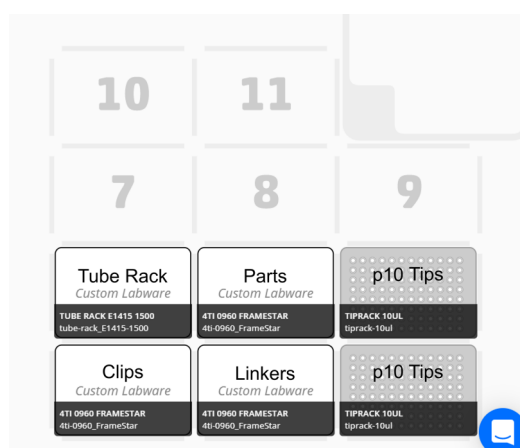 10
11
7
8
9
Tube Rack
Custom Labware
TUBE RACK E1415 1500
tube-rack_E1415-1500
Parts
Custom Labware
4TI 0960 FRAMESTAR
4ti-0960_FrameStar
p10 Tips
TIPRACK 10UL
tiprack-10ul
Clips
Custom Labware
4TI 0960 FRAMESTAR
4ti-0960_FrameStar
Linkers
Custom Labware
4TI 0960 FRAMESTAR
4ti-0960_FrameStar
p10 Tips
TIPRACK 10UL
tiprack-10ul